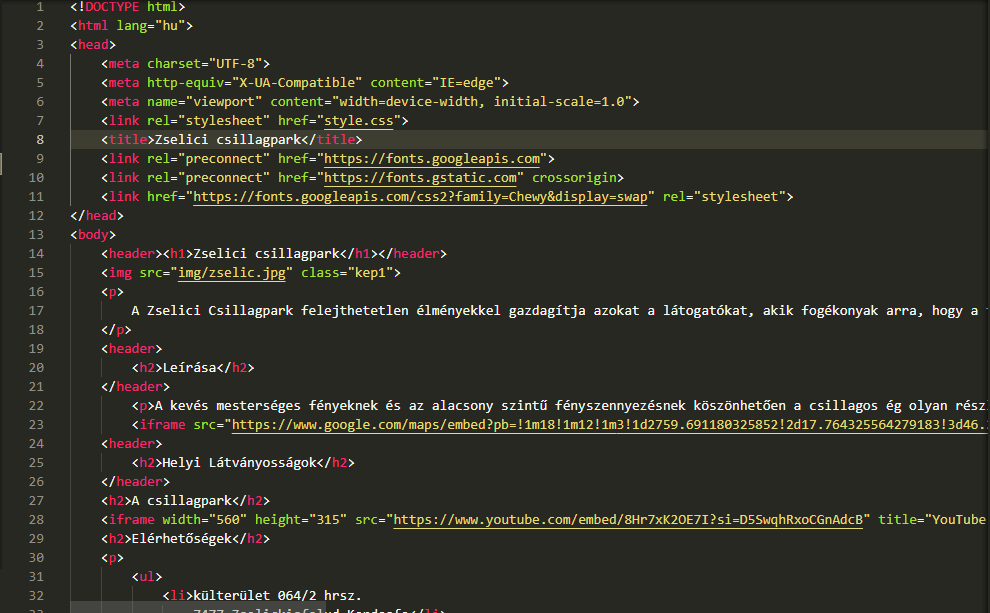 1 <!DOCTYPE html>
2 <html lang="hu">
3 <head>
4 <meta charset="UTF-8">
5 <meta http-equiv="X-UA-Compatible" content="IE=edge">
6 <meta name="viewport" content="width=device-width, initial-scale=1.0">
7 <link rel="stylesheet" href="style.css">
8 <title>Zselici csillagpark</title>
9 <link rel="preconnect" href="https://fonts.googleapis.com">
10 <link rel="preconnect" href="https://fonts.gstatic.com" crossorigin>
11 <link href="https://fonts.googleapis.com/css2?family=Chewy&display=swap" rel="stylesheet">
12 </head>
13 <body>
14 <header><h1>Zselici csillagpark</h1></header>
15 <img src="img/zselic.jpg" class="kep1">
16 <p>
17 A Zselici Csillagpark felejthetetlen élményekkel gazdagítja azokat a látogatókat, akik fogékonyak arra, hogy a
18 </p>
19 <header>
20 <h2>Leírása</h2>
21 </header>
22 <p>A kevés mesterséges fényeknek és az alacsony szintű fényszennyezésnek köszönhetően a csillagos ég olyan rész
23 <iframe src="https://www.google.com/maps/embed?pb=!1m18!1m12!1m3!1d2759.691180325852!2d17.764325564279183!3d46.
24 <header>
25 <h2>Helyi Látványosságok</h2>
26 </header>
27 <h2>A csillagpark</h2>
28 <iframe width="560" height="315" src="https://www.youtube.com/embed/8Hr7xK2OE7I?si=D5SwqhRxoCGnAdcB" title="YouTube
29 <h2>Elérhetőségek</h2>
30 <p>
31 <ul>
32 <li>külterület 064/2 hrsz.